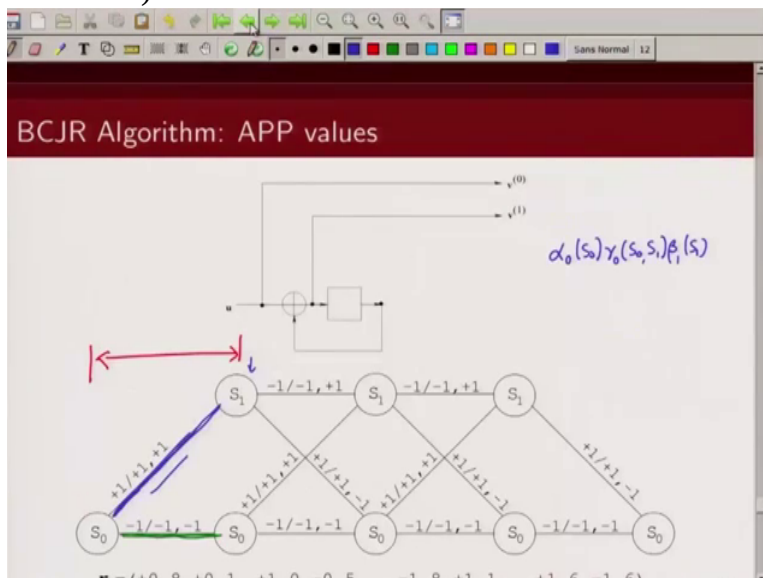 Sans Normal 12
T
BCJR Algorithm: APP values
v(0)
v(1)
α₀(S₀)γ₀(S₀,S₁)β₁(S₁)
u
S₁ -1/-1,+1 S₁ -1/-1,+1 S₁
+1/+1,+1 +1/+1,+1 +1/+1,-1 +1/+1,+1 +1/+1,-1 +1/+1,-1
S₀ -1/-1,-1 S₀ -1/-1,-1 S₀ -1/-1,-1 S₀ -1/-1,-1 S₀